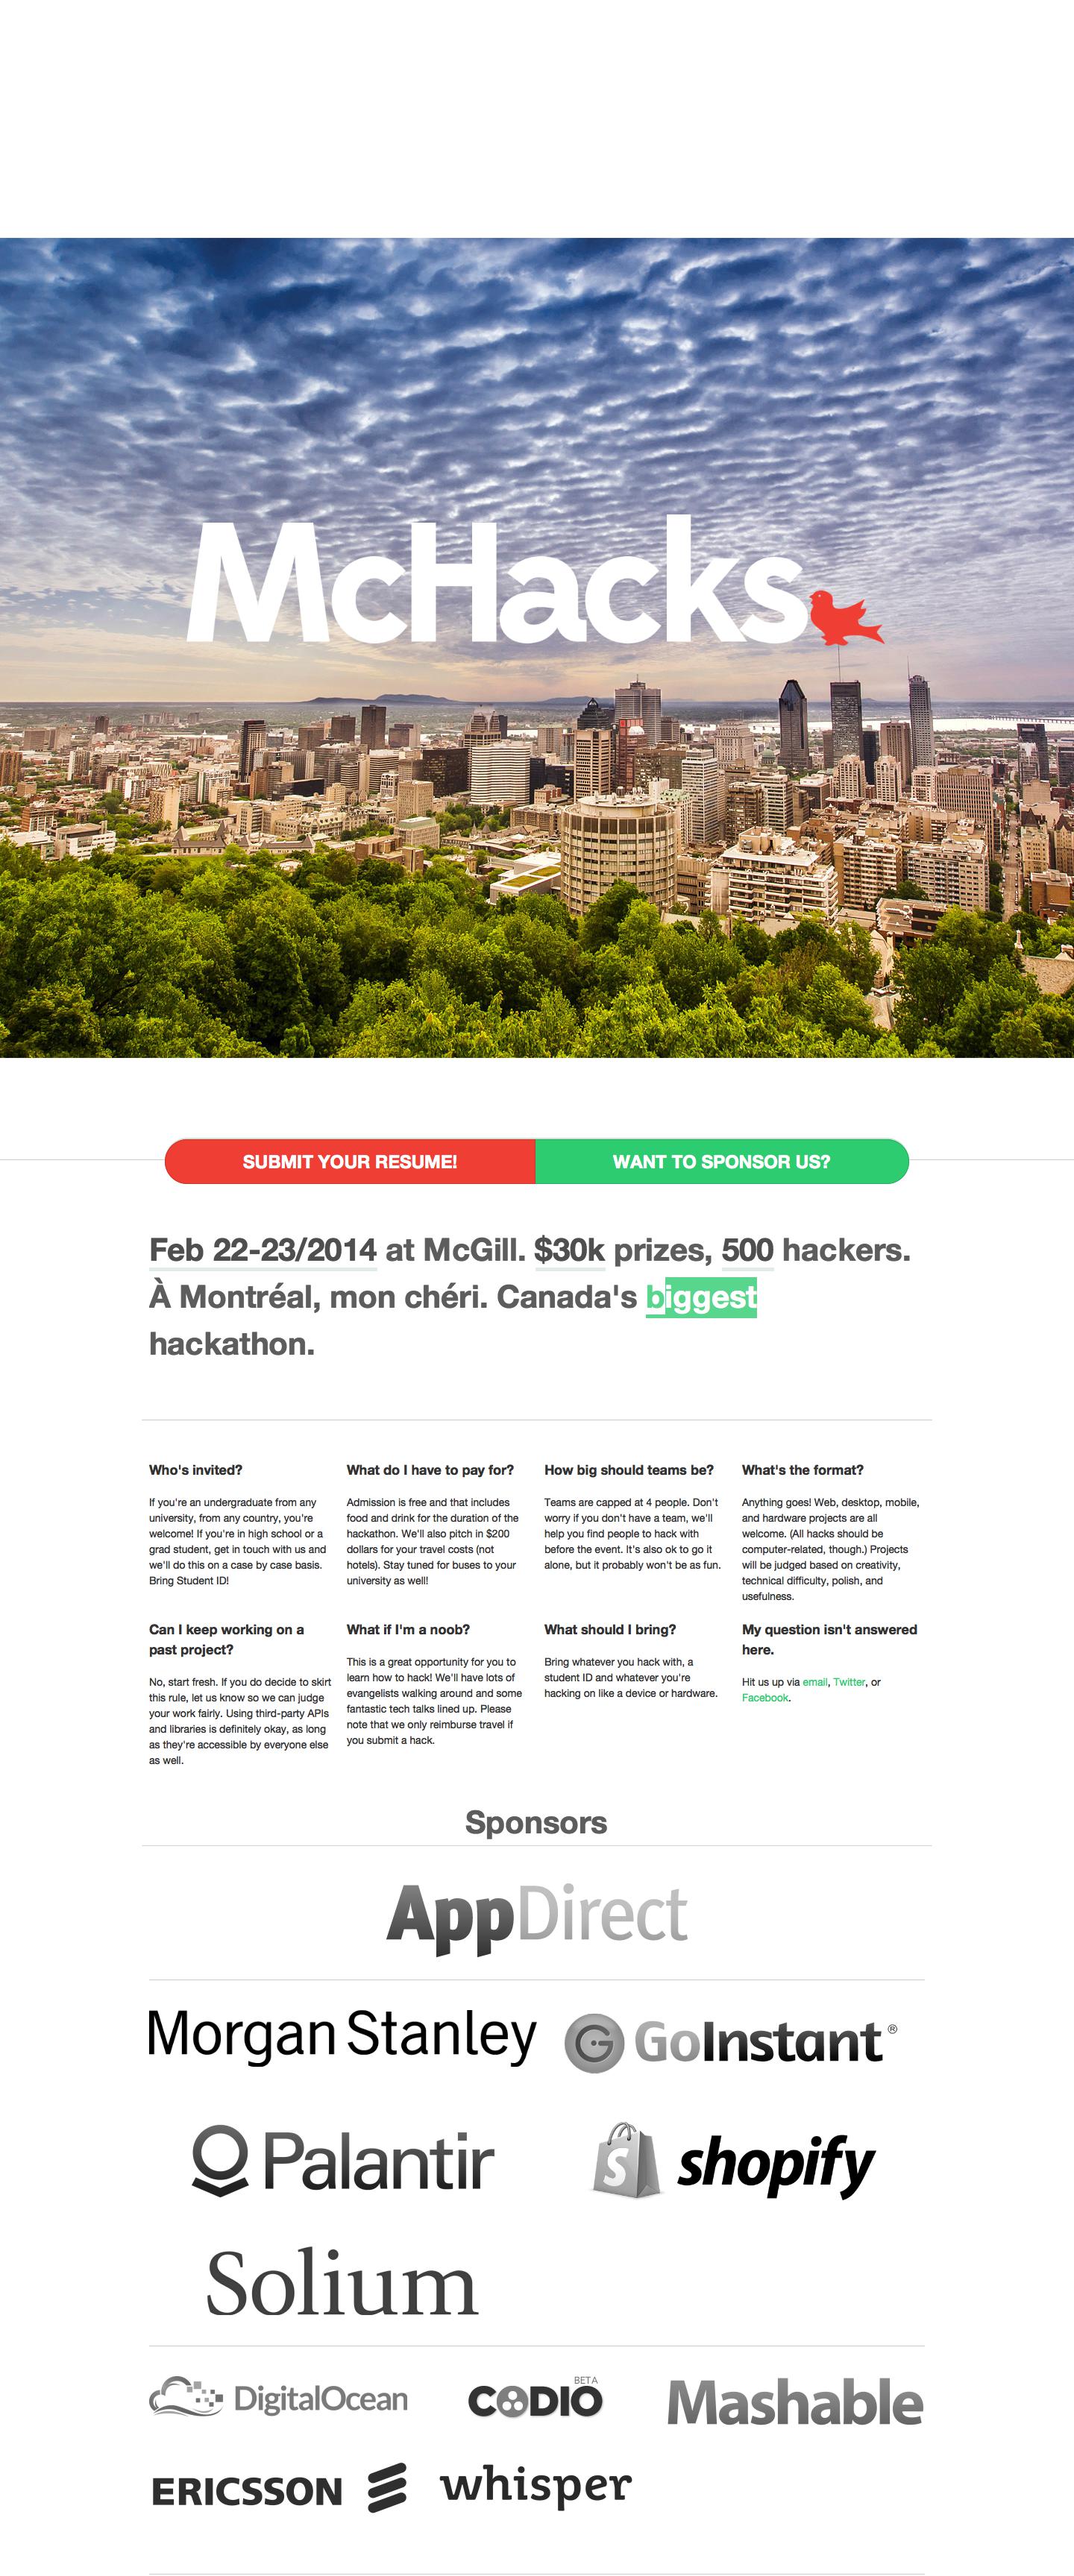 McHacks
SUBMIT YOUR RESUME!
WANT TO SPONSOR US?
Feb 22-23/2014 at McGill. $30k prizes, 500 hackers.
À Montréal, mon chéri. Canada's biggest
hackathon.
Who's invited?
If you're an undergraduate from any
university, from any country, you're
welcome! If you're in high school or a
grad student, get in touch with us and
we'll do this on a case by case basis.
Bring Student ID!
What do I have to pay for?
Admission is free and that includes
food and drink for the duration of the
hackathon. We'll also pitch in $200
dollars for your travel costs (not
hotels). Stay tuned for buses to your
university as well!
How big should teams be?
Teams are capped at 4 people. Don't
worry if you don't have a team, we'll
help you find people to hack with
before the event. It's also ok to go it
alone, but it probably won't be as fun.
What's the format?
Anything goes! Web, desktop, mobile,
and hardware projects are all
welcome. (All hacks should be
computer-related, though.) Projects
will be judged based on creativity,
technical difficulty, polish, and
usefulness.
Can I keep working on a
past project?
No, start fresh. If you do decide to skirt
this rule, let us know so we can judge
your work fairly. Using third-party APIs
and libraries is definitely okay, as long
as they're accessible by everyone else
as well.
What if I'm a noob?
This is a great opportunity for you to
learn how to hack! We'll have lots of
evangelists walking around and some
fantastic tech talks lined up. Please
note that we only reimburse travel if
you submit a hack.
What should I bring?
Bring whatever you hack with, a
student ID and whatever you're
hacking on like a device or hardware.
My question isn't answered
here.
Hit us up via email, Twitter, or
Facebook.
Sponsors
AppDirect
Morgan Stanley
G GoInstant ®
Palantir
S shopify
Solium
DigitalOcean
CODIO BETA
Mashable
ERICSSON
whisper